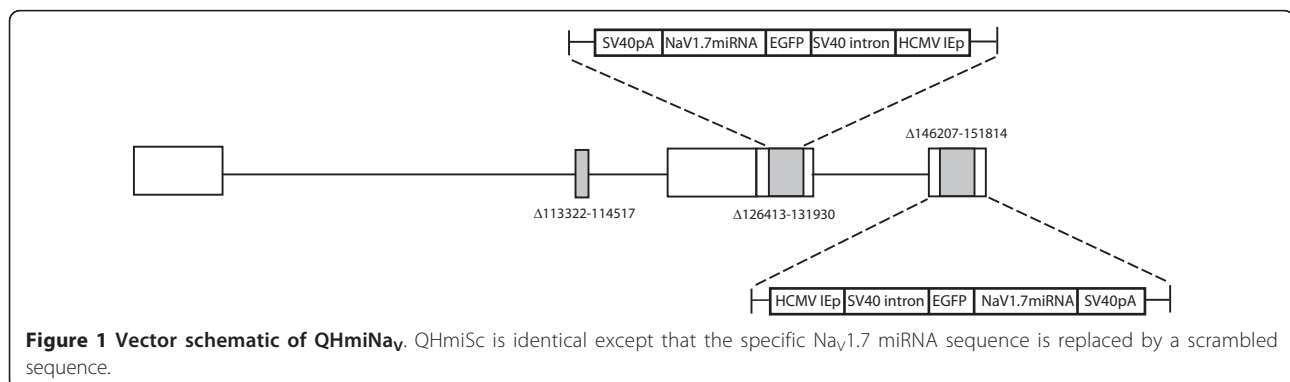 SV40pA NaV1.7miRNA EGFP SV40 intron HCMV IEp
Δ146207-151814
Δ113322-114517
Δ126413-131930
HCMV IEp SV40 intron EGFP NaV1.7miRNA SV40pA
Figure 1 Vector schematic of QHmiNaV. QHmiSc is identical except that the specific NaV1.7 miRNA sequence is replaced by a scrambled
sequence.